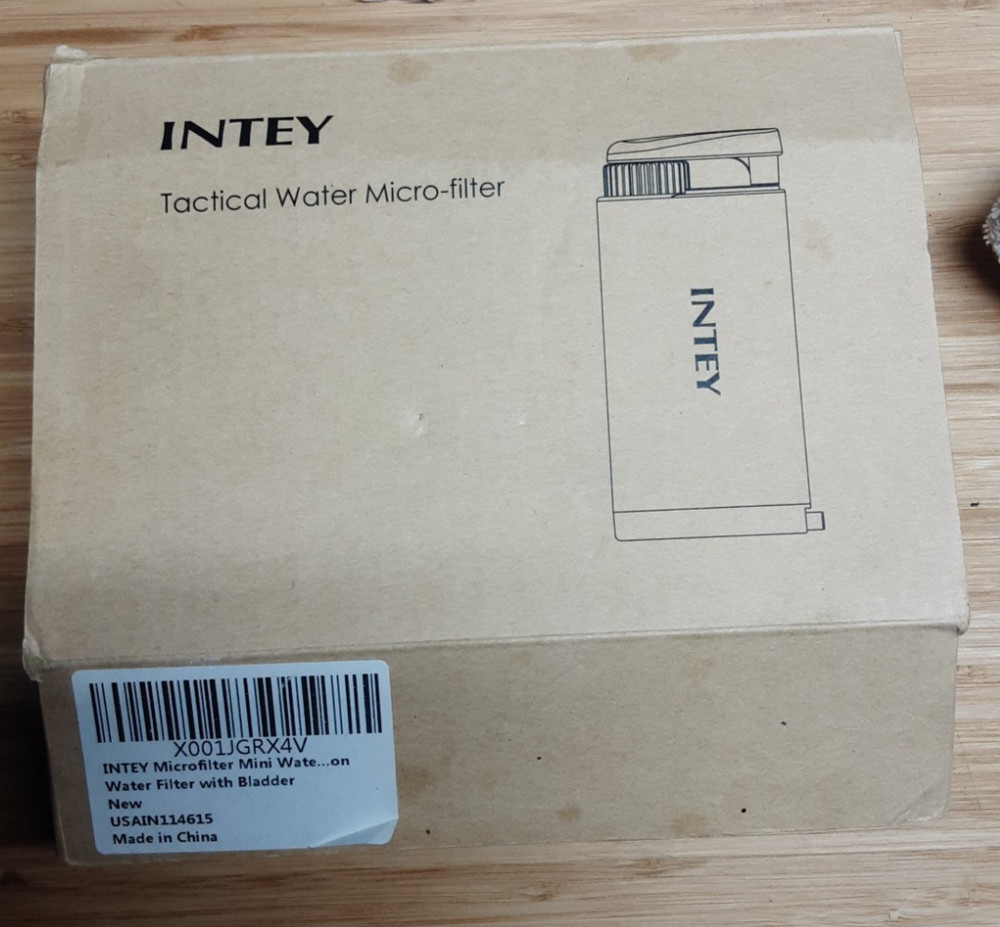 INTEY
Tactical Water Micro-filter
INTEY
X001JGRX4V
INTEY Microfilter Mini Wate...on
Water Filter with Bladder
New
USAIN114615
Made in China